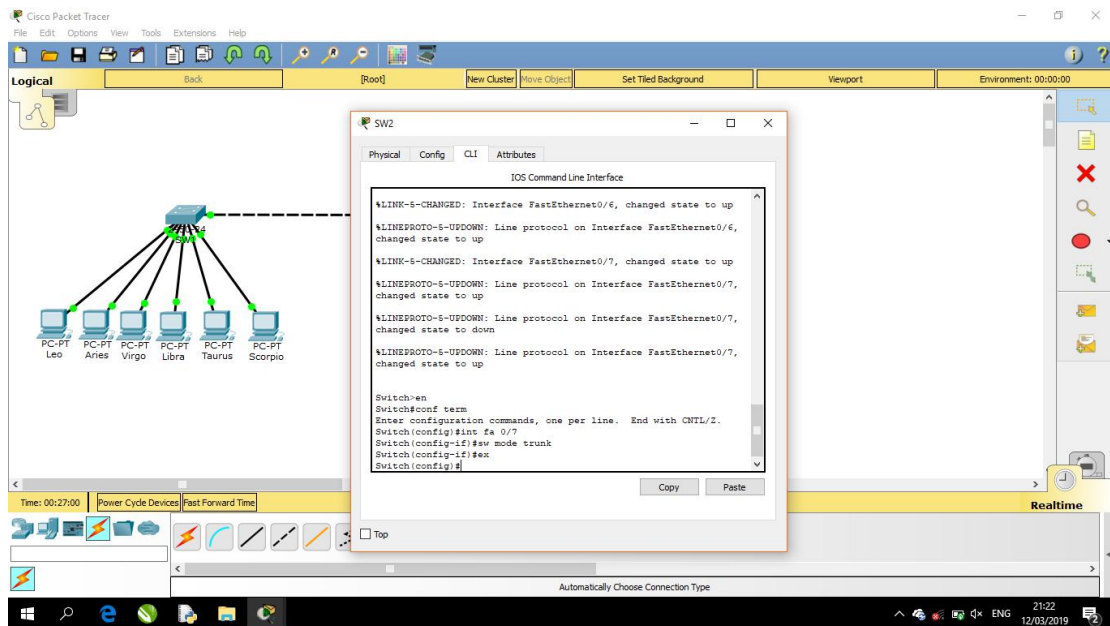 Cisco Packet Tracer
File Edit Options View Tools Extensions Help
Logical Back [Root] New Cluster Move Object Set Tiled Background Viewport Environment: 00:00:00
SW2
Physical Config CLI Attributes
IOS Command Line Interface
%LINK-5-CHANGED: Interface FastEthernet0/6, changed state to up
%LINEPROTO-5-UPDOWN: Line protocol on Interface FastEthernet0/6,
changed state to up
%LINK-5-CHANGED: Interface FastEthernet0/7, changed state to up
%LINEPROTO-5-UPDOWN: Line protocol on Interface FastEthernet0/7,
changed state to up
%LINEPROTO-5-UPDOWN: Line protocol on Interface FastEthernet0/7,
changed state to down
%LINEPROTO-5-UPDOWN: Line protocol on Interface FastEthernet0/7,
changed state to up
Switch>en
Switch#conf term
Enter configuration commands, one per line. End with CNTL/Z.
Switch(config)#int fa 0/7
Switch(config-if)#sw mode trunk
Switch(config-if)#ex
Switch(config)#
Copy Paste
Top
PC-PT
Leo
PC-PT
Aries
PC-PT
Virgo
PC-PT
Libra
PC-PT
Taurus
PC-PT
Scorpio
Time: 00:27:00 Power Cycle Devices Fast Forward Time
Realtime
Automatically Choose Connection Type
ENG
21:22
12/03/2019